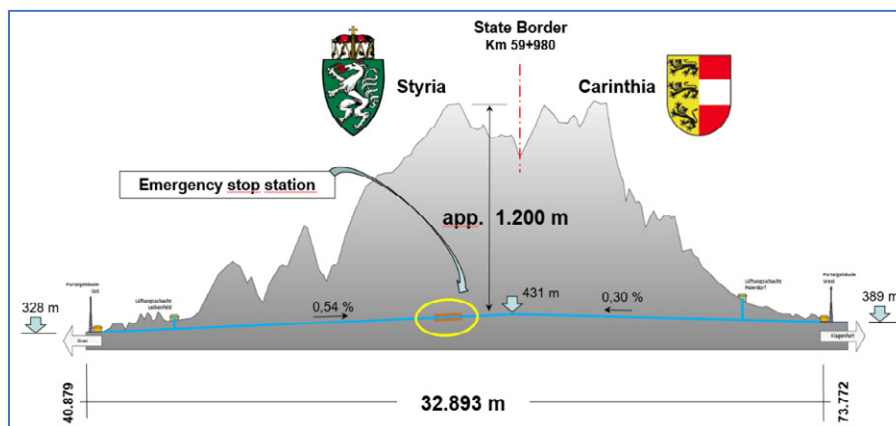 State Border
Km 59+980
Styria
Carinthia
Emergency stop station
app. 1.200 m
Portalgebäude
Ost
Lüftungsschacht
Leibenfeld
Lüftungsschacht
Paierdorf
Portalgebäude
West
328 m
0,54 %
431 m
0,30 %
389 m
Graz
Klagenfurt
40.879
32.893 m
73.772